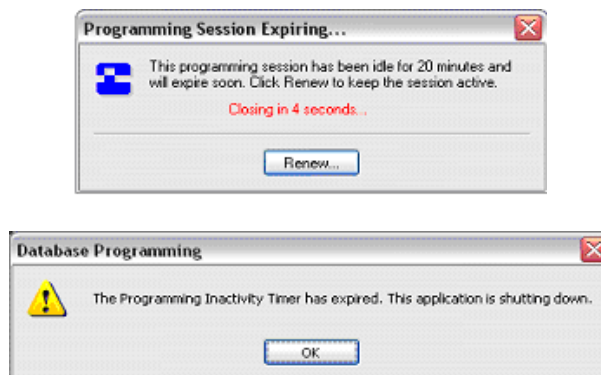 Programming Session Expiring...
This programming session has been idle for 20 minutes and
will expire soon. Click Renew to keep the session active.
Closing in 4 seconds...
Renew...
Database Programming
The Programming Inactivity Timer has expired. This application is shutting down.
OK